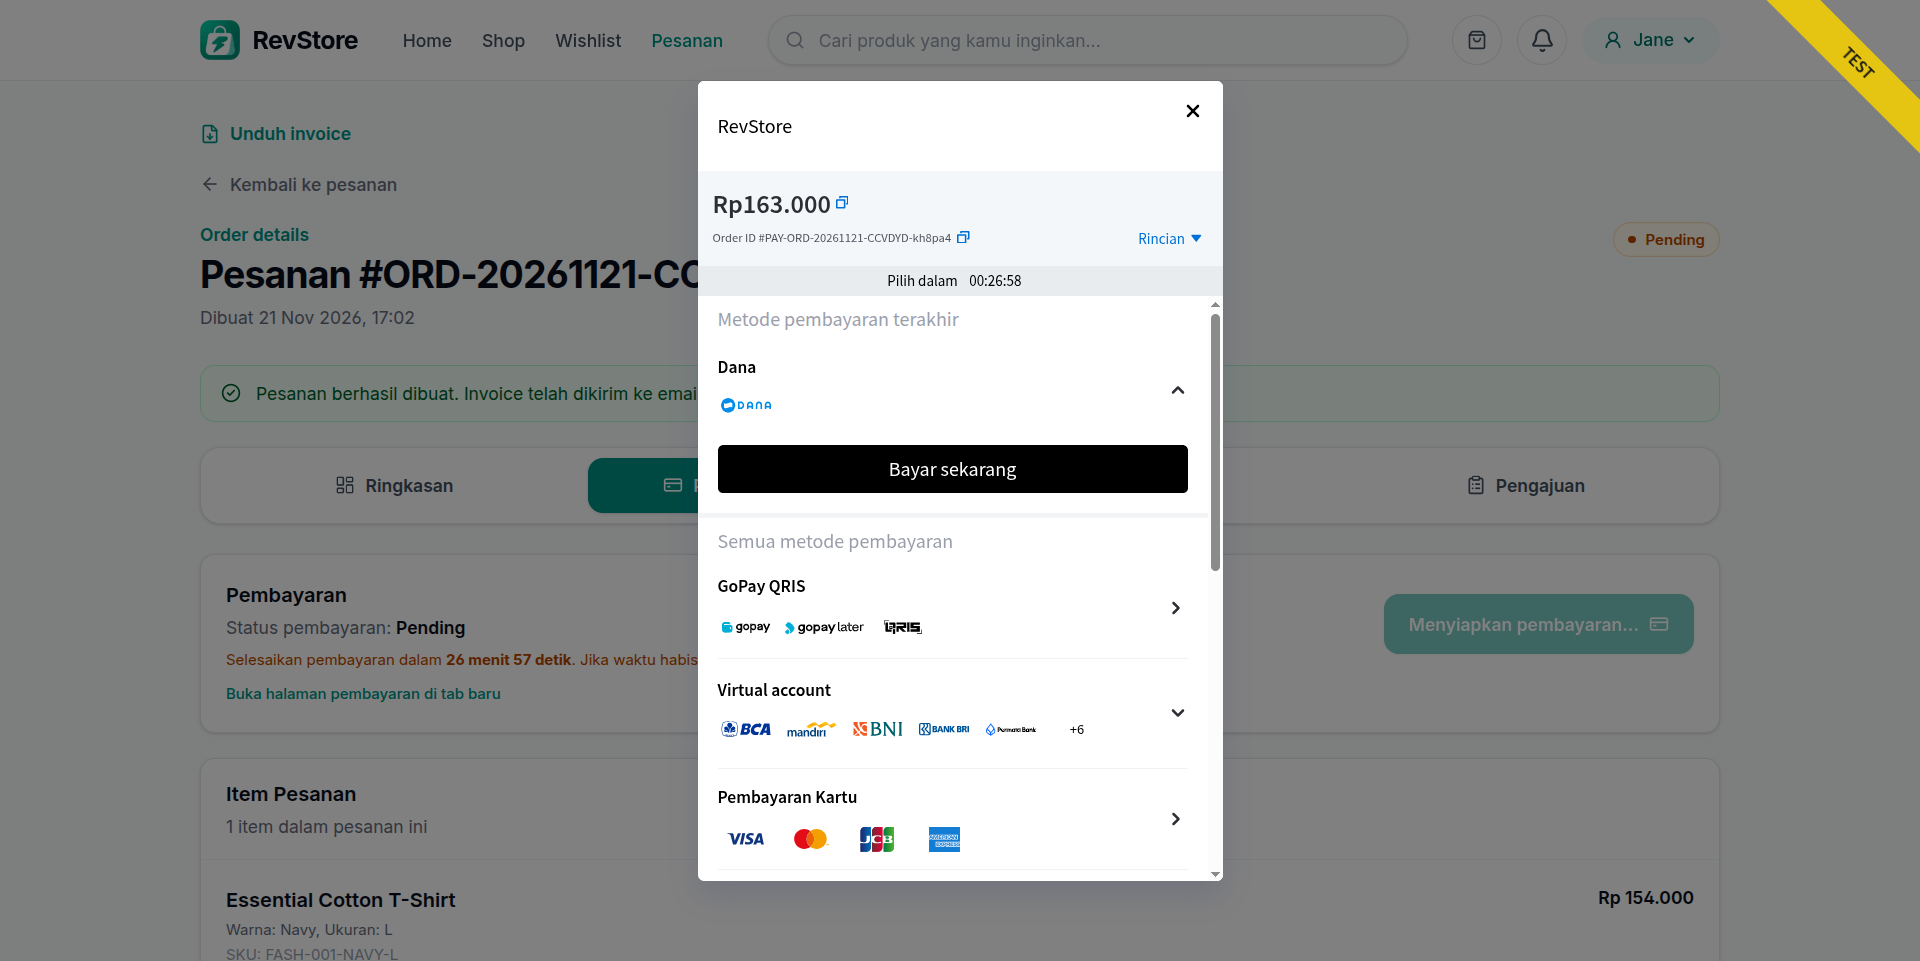 RevStore
Home
Shop
Wishlist
Pesanan
Cari produk yang kamu inginkan...
Jane
TEST
Unduh invoice
Kembali ke pesanan
Order details
Pesanan #ORD-20261121-CC
Dibuat 21 Nov 2026, 17:02
Pending
Pesanan berhasil dibuat. Invoice telah dikirim ke emai
Ringkasan
Pengajuan
Pembayaran
Status pembayaran: Pending
Selesaikan pembayaran dalam 26 menit 57 detik. Jika waktu habis
Buka halaman pembayaran di tab baru
Menyiapkan pembayaran...
Item Pesanan
1 item dalam pesanan ini
Essential Cotton T-Shirt
Rp 154.000
Warna: Navy, Ukuran: L
SKU: FASH-001-NAVY-L
RevStore
Rp163.000
Order ID #PAY-ORD-20261121-CCVDYD-kh8pa4
Rincian
Pilih dalam 00:26:58
Metode pembayaran terakhir
Dana
DANA
Bayar sekarang
Semua metode pembayaran
GoPay QRIS
gopay
gopay later
QRIS
Virtual account
BCA
mandiri
BNI
BANK BRI
PermataBank
+6
Pembayaran Kartu
VISA
JCB
AMERICAN EXPRESS